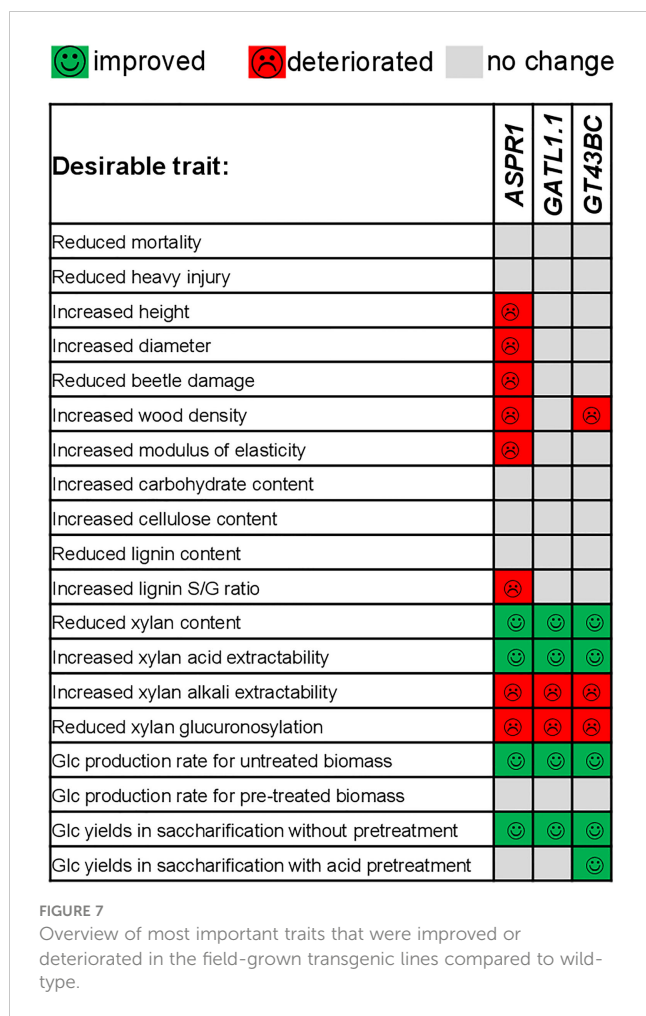 improved deteriorated no change
Desirable trait: ASPR1 GATL1.1 GT43BC
Reduced mortality
Reduced heavy injury
Increased height
Increased diameter
Reduced beetle damage
Increased wood density
Increased modulus of elasticity
Increased carbohydrate content
Increased cellulose content
Reduced lignin content
Increased lignin S/G ratio
Reduced xylan content
Increased xylan acid extractability
Increased xylan alkali extractability
Reduced xylan glucuronosylation
Glc production rate for untreated biomass
Glc production rate for pre-treated biomass
Glc yields in saccharification without pretreatment
Glc yields in saccharification with acid pretreatment
FIGURE 7
Overview of most important traits that were improved or
deteriorated in the field-grown transgenic lines compared to wild-
type.